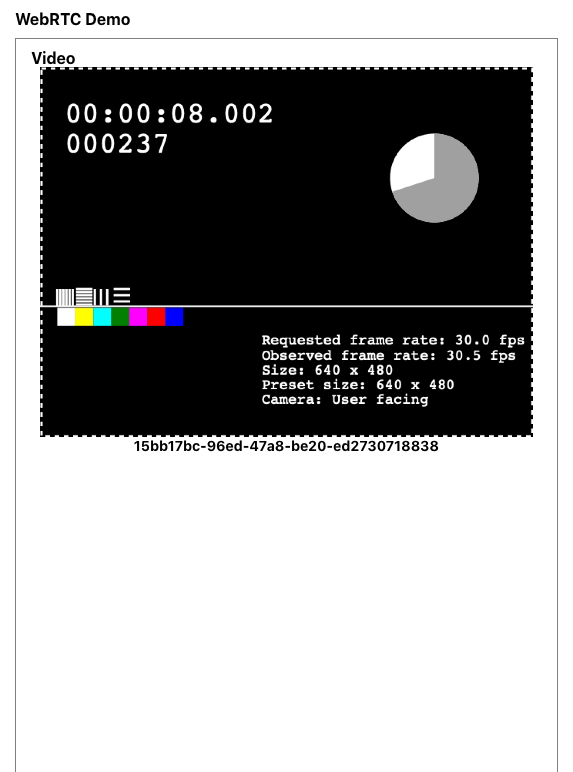 WebRTC Demo
Video
00:00:08.002
000237
Requested frame rate: 30.0 fps
Observed frame rate: 30.5 fps
Size: 640 x 480
Preset size: 640 x 480
Camera: User facing
15bb17bc-96ed-47a8-be20-ed2730718838